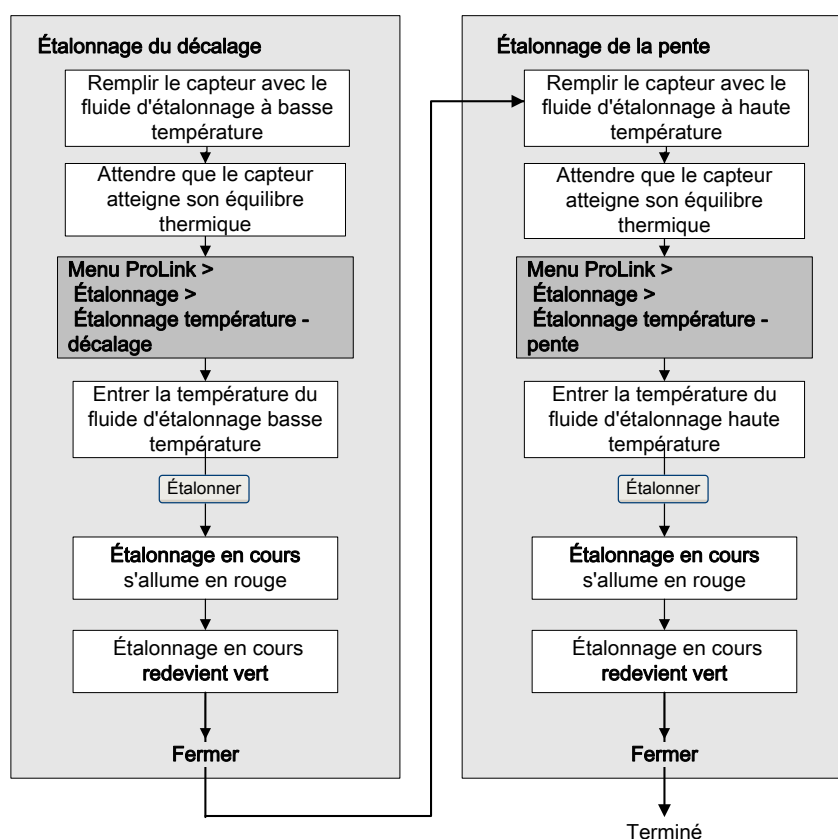 Étalonnage du décalage
Remplir le capteur avec le
fluide d'étalonnage à basse
température
Attendre que le capteur
atteigne son équilibre
thermique
Menu ProLink >
Étalonnage >
Étalonnage température -
décalage
Entrer la température du
fluide d'étalonnage basse
température
Étalonner
Étalonnage en cours
s'allume en rouge
Étalonnage en cours
redevient vert
Fermer
Étalonnage de la pente
Remplir le capteur avec le
fluide d'étalonnage à haute
température
Attendre que le capteur
atteigne son équilibre
thermique
Menu ProLink >
Étalonnage >
Étalonnage température -
pente
Entrer la température du
fluide d'étalonnage haute
température
Étalonner
Étalonnage en cours
s'allume en rouge
Étalonnage en cours
redevient vert
Fermer
Terminé